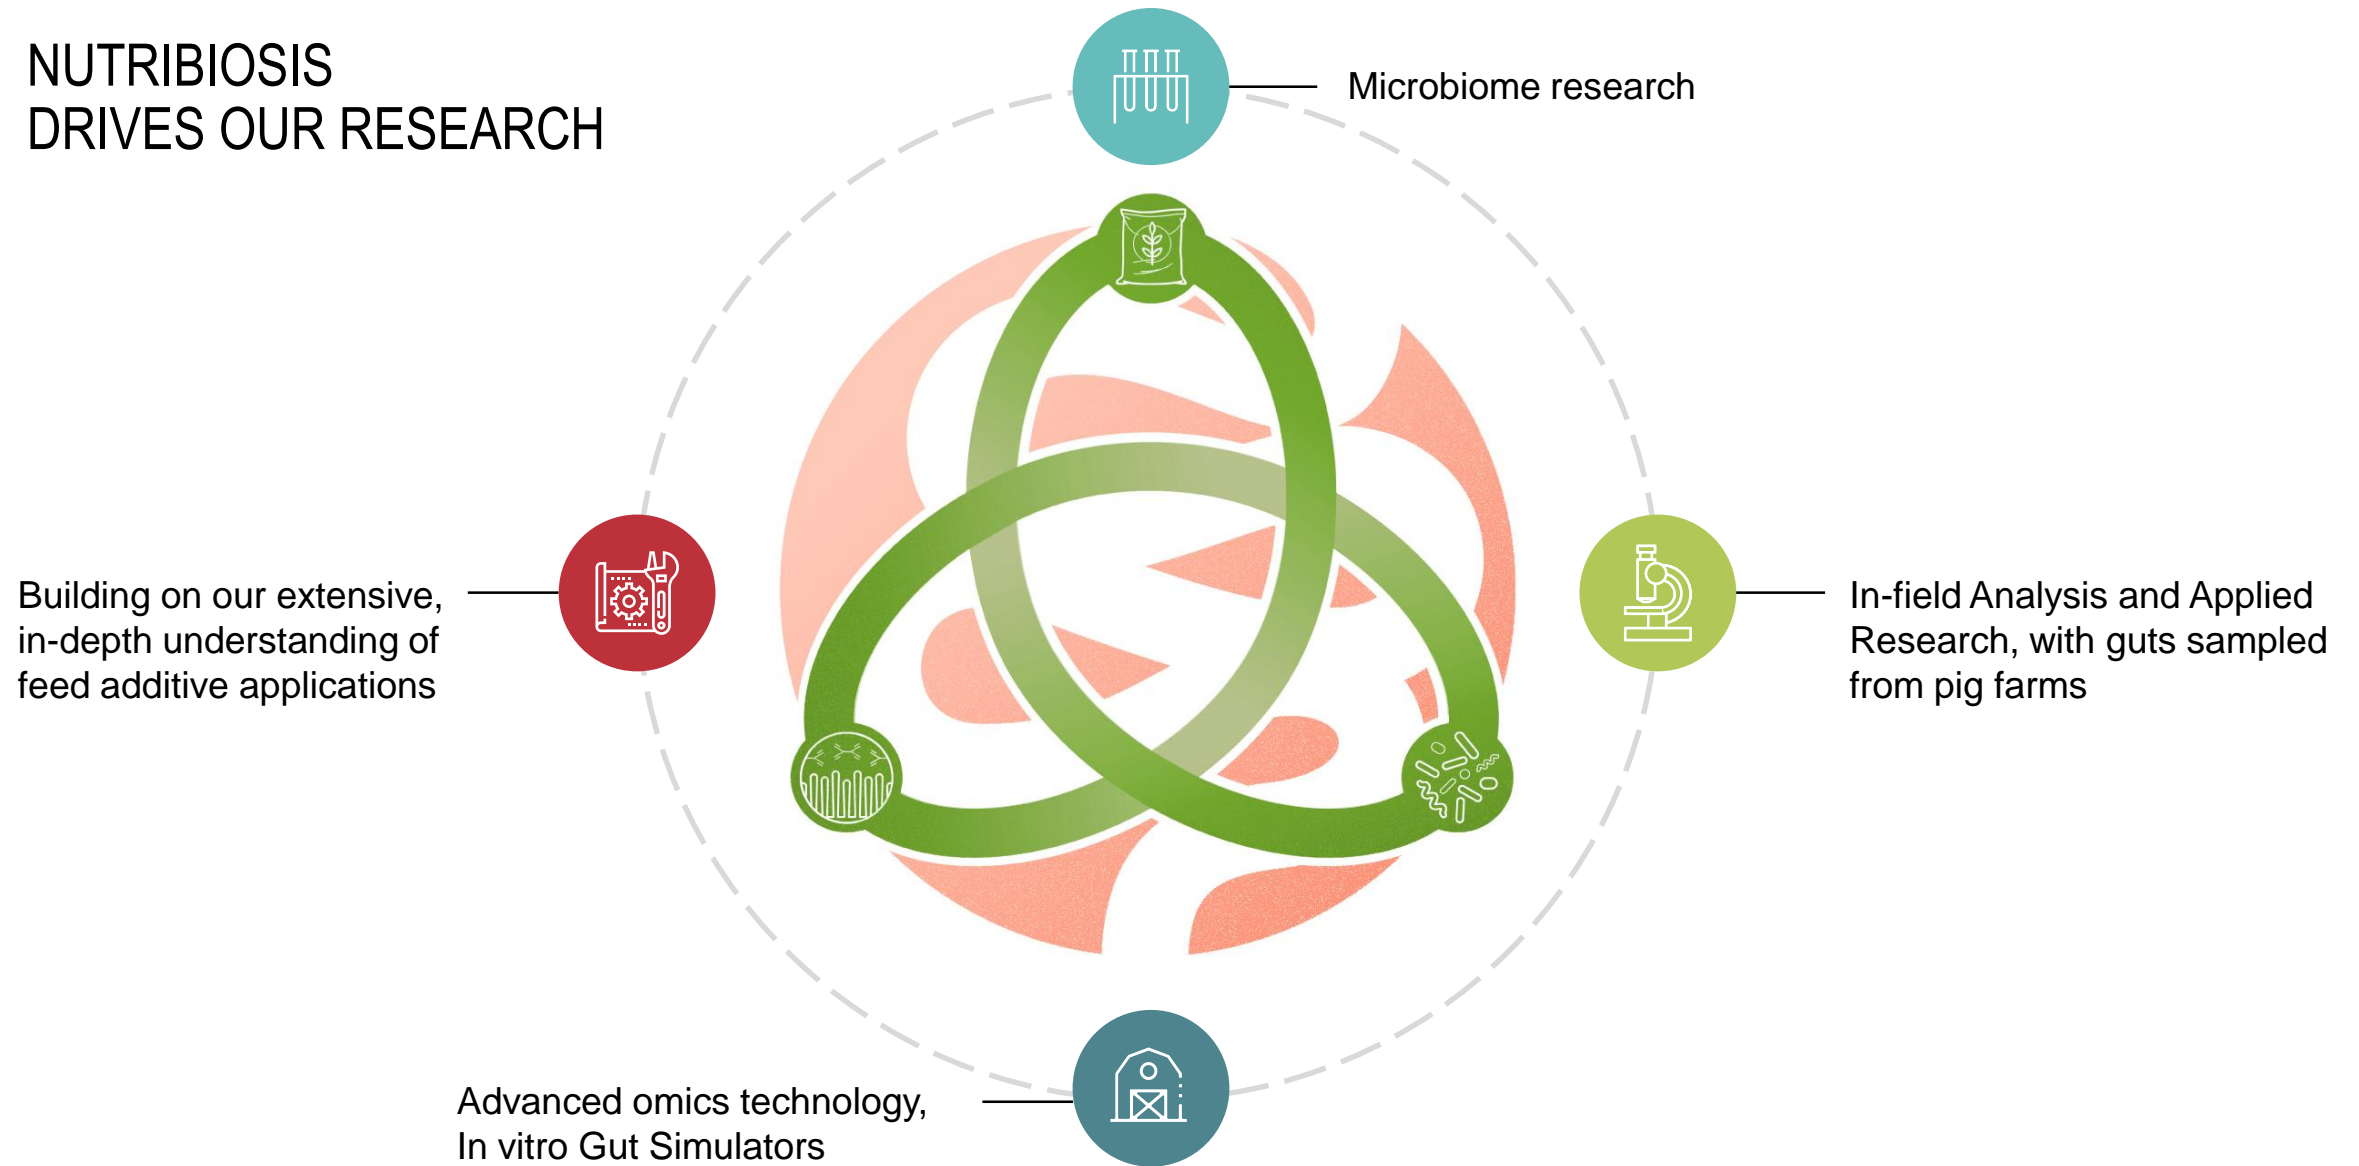 NUTRIBIOSIS
DRIVES OUR RESEARCH
Microbiome research
Building on our extensive,
in-depth understanding of
feed additive applications
In-field Analysis and Applied
Research, with guts sampled
from pig farms
Advanced omics technology,
In vitro Gut Simulators